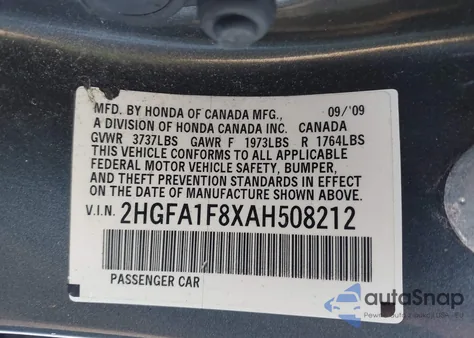 MFD. BY HONDA OF CANADA MFG., 09/'09
A DIVISION OF HONDA CANADA INC. CANADA
GVWR 3737LBS GAWR F 1973LBS R 1764LBS
THIS VEHICLE CONFORMS TO ALL APPLICABLE
FEDERAL MOTOR VEHICLE SAFETY, BUMPER,
AND THEFT PREVENTION STANDARDS IN EFFECT
ON THE DATE OF MANUFACTURE SHOWN ABOVE.
V.I.N. 2HGFA1F8XAH508212
PASSENGER CAR
autoSnap